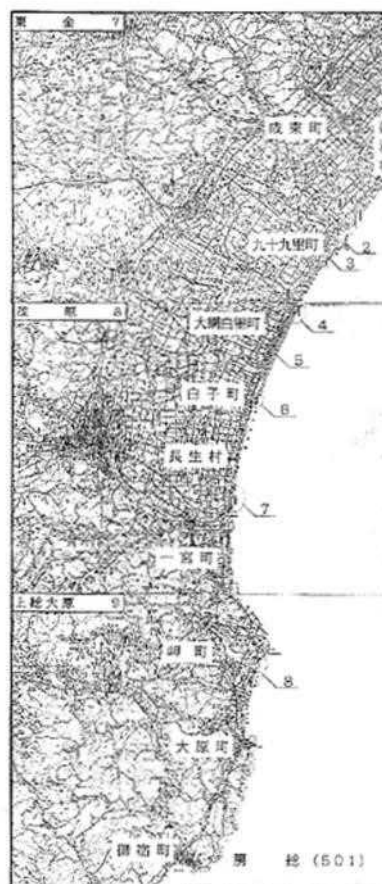 東金 7
成東町
九十九里町
2
3
茂原 8
大網白里町
4
5
白子町
6
長生村
7
一宮町
上総大原 9
岬町
8
大原町
御宿町
房総 (501)